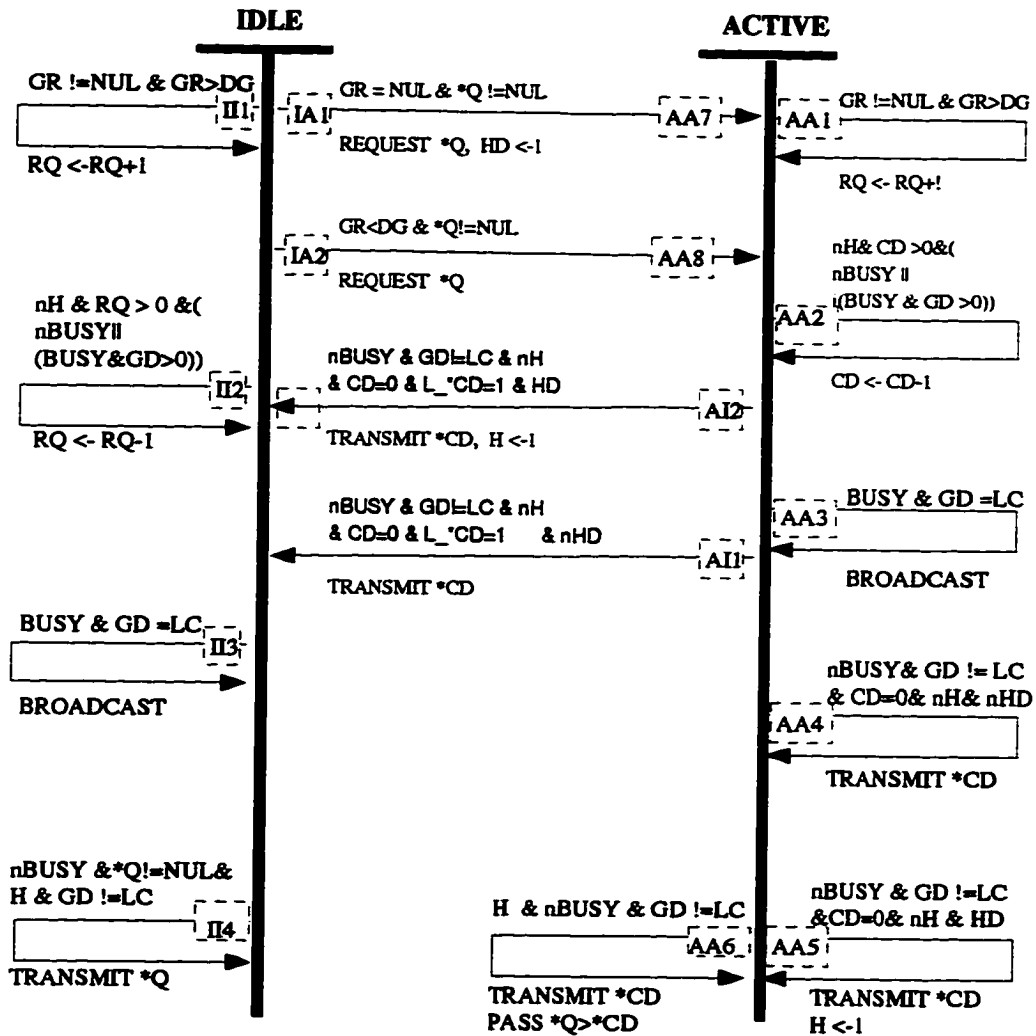 IDLE
ACTIVE
GR !=NUL & GR>DG
II1
RQ <-RQ+1
IA1
GR = NUL & *Q !=NUL
REQUEST *Q, HD <-1
AA7
AA1
GR !=NUL & GR>DG
RQ <- RQ+!
IA2
GR<DG & *Q!=NUL
REQUEST *Q
AA8
nH& CD >0&(
nBUSY ||
(BUSY & GD >0))
AA2
CD <- CD-1
nH & RQ > 0 &(
nBUSY||
(BUSY&GD>0))
II2
RQ <- RQ-1
nBUSY & GD!=LC & nH
& CD=0 & L_*CD=1 & HD
AI2
TRANSMIT *CD, H <-1
BUSY & GD =LC
AA3
BROADCAST
nBUSY & GD!=LC & nH
& CD=0 & L_*CD=1 & nHD
AI1
TRANSMIT *CD
BUSY & GD =LC
II3
BROADCAST
nBUSY& GD != LC
& CD=0& nH& nHD
AA4
TRANSMIT *CD
nBUSY &*Q!=NUL&
H & GD !=LC
II4
TRANSMIT *Q
H & nBUSY & GD !=LC
AA6
TRANSMIT *CD
PASS *Q>*CD
nBUSY & GD !=LC
&CD=0& nH & HD
AA5
TRANSMIT *CD
H <-1